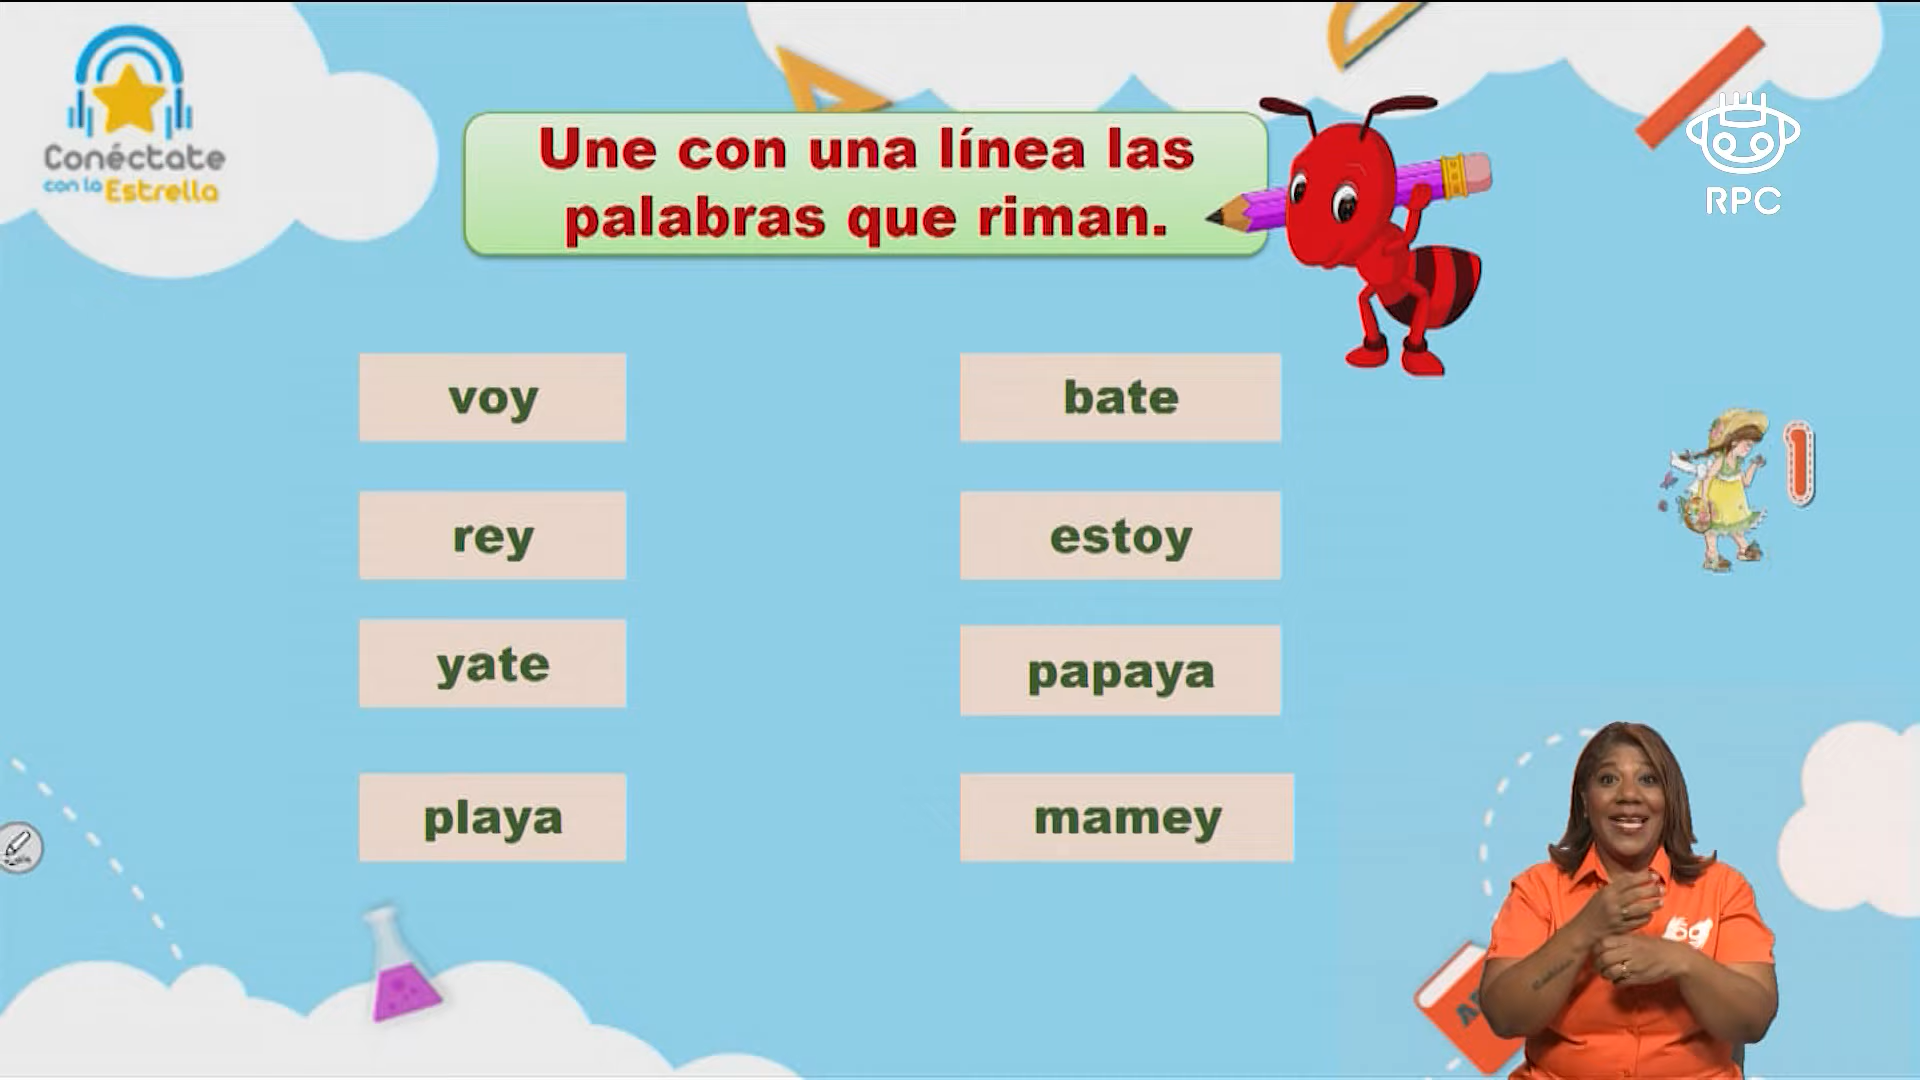 Conéctate
con la Estrella
Une con una línea las
palabras que riman.
RPC
voy
bate
rey
estoy
1
yate
papaya
playa
mamey